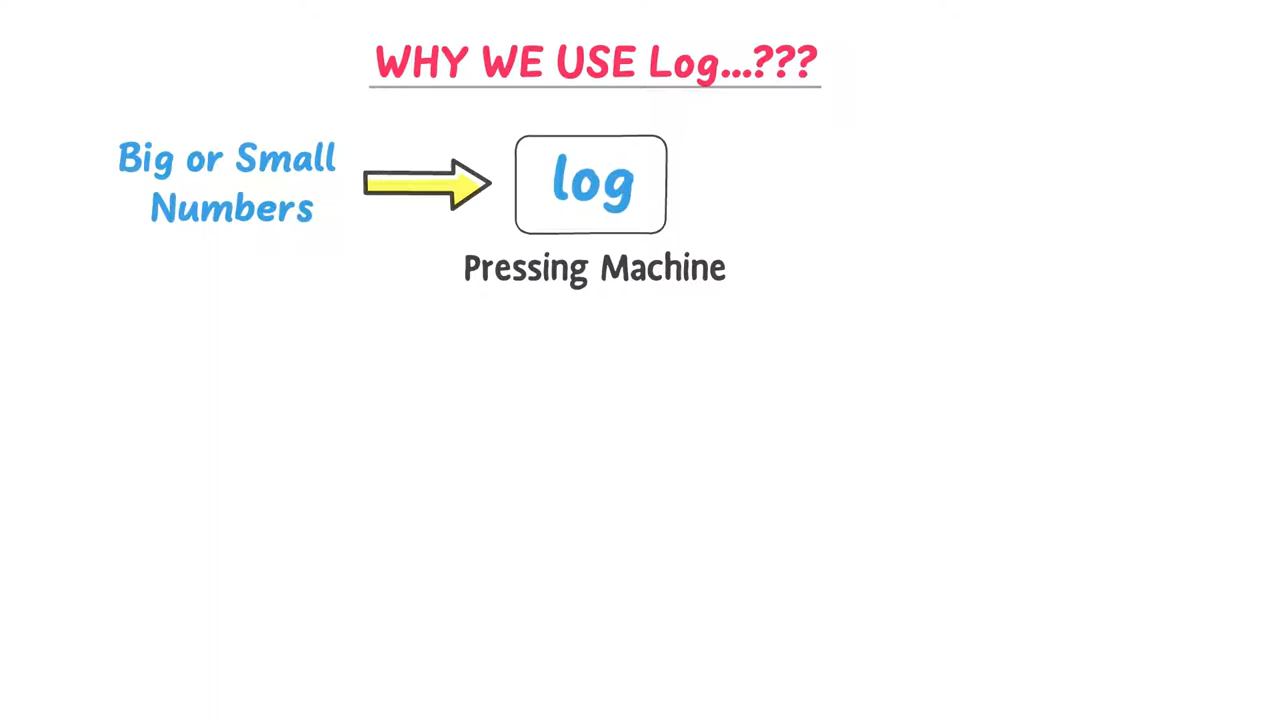 WHY WE USE Log...???
Big or Small
Numbers
log
Pressing Machine